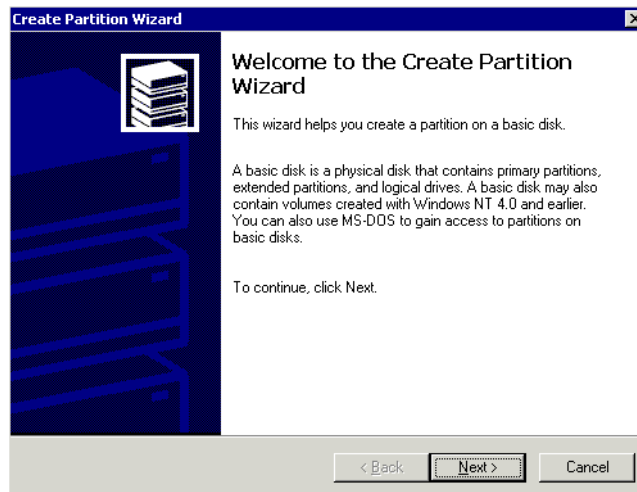 Create Partition Wizard
Welcome to the Create Partition
Wizard
This wizard helps you create a partition on a basic disk.
A basic disk is a physical disk that contains primary partitions,
extended partitions, and logical drives. A basic disk may also
contain volumes created with Windows NT 4.0 and earlier.
You can also use MS-DOS to gain access to partitions on
basic disks.
To continue, click Next.
< Back Next > Cancel